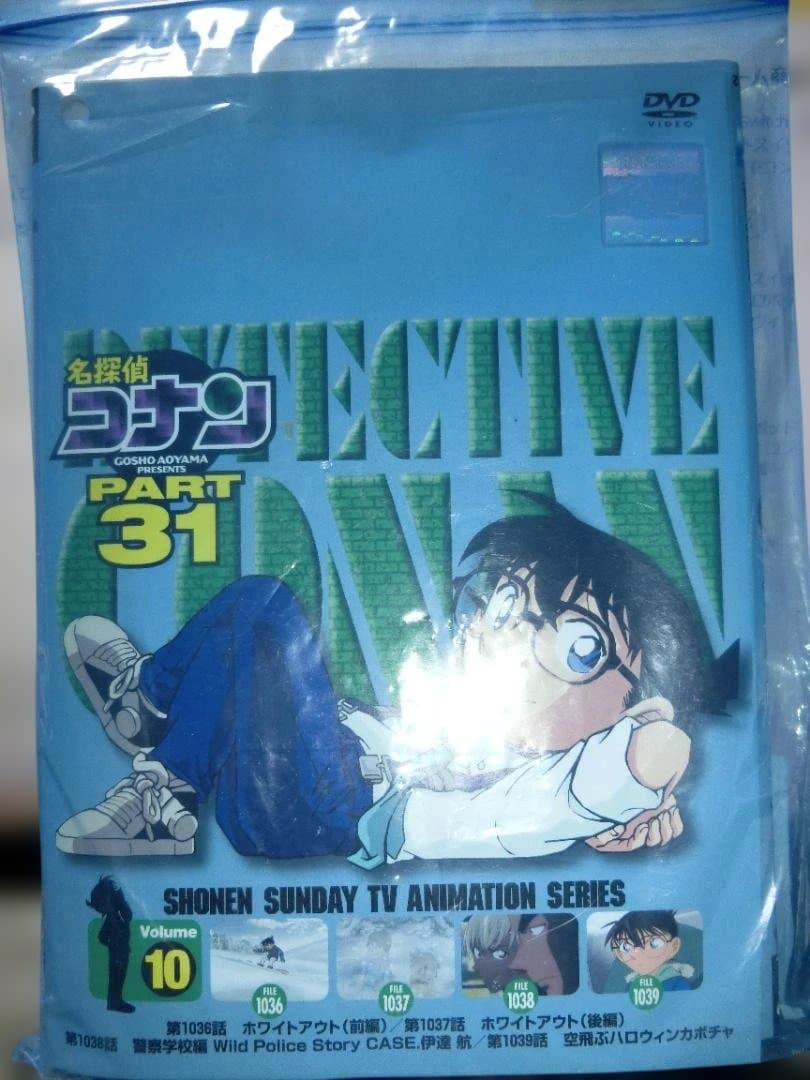 DVD
VIDEO
DETECTIVE
CONAN
名探偵
コナン
GOSHO AOYAMA
PRESENTS
PART
31
SHONEN SUNDAY TV ANIMATION SERIES
Volume
10
FILE
1036
FILE
1037
FILE
1038
FILE
1039
第1036話 ホワイトアウト(前編)/第1037話 ホワイトアウト(後編)
第1038話 警察学校編 Wild Police Story CASE.伊達 航/第1039話 空飛ぶハロウィンカボチャ